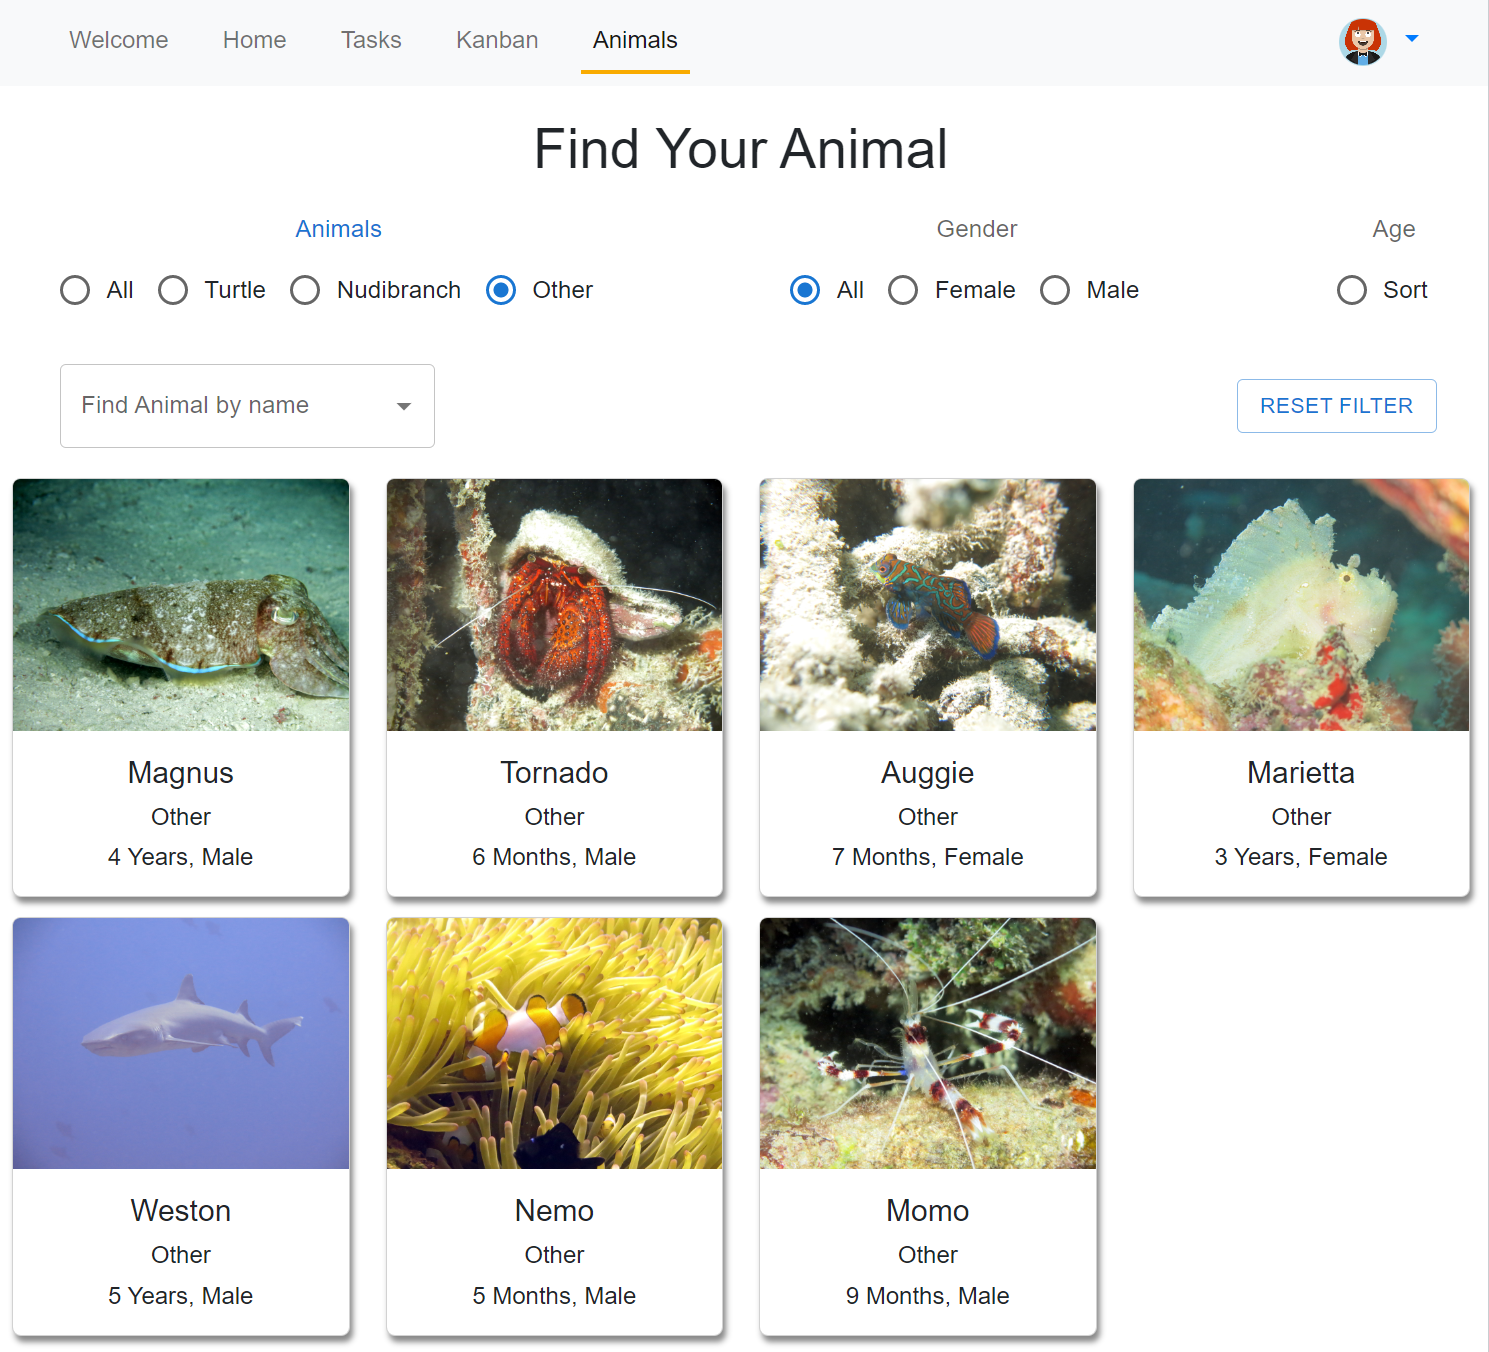 Welcome Home Tasks Kanban Animals
Find Your Animal
Animals Gender Age
All Turtle Nudibranch Other All Female Male Sort
Find Animal by name RESET FILTER
Magnus Tornado Auggie Marietta
Other Other Other Other
4 Years, Male 6 Months, Male 7 Months, Female 3 Years, Female
Weston Nemo Momo
Other Other Other
5 Years, Male 5 Months, Male 9 Months, Male